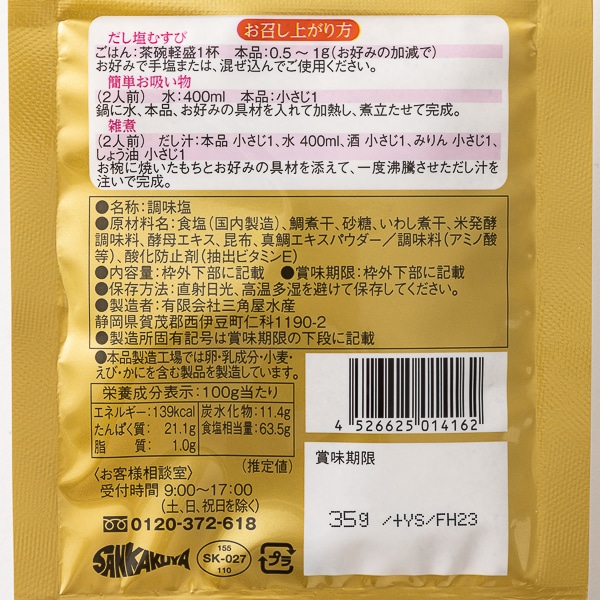 お召し上がり方
だし塩むすび
ごはん:茶碗軽盛1杯 本品:0.5~1g(お好みの加減で)
お好みで手塩または、混ぜ込んでご使用ください。
簡単お吸い物
(2人前) 水:400ml 本品:小さじ1
鍋に水、本品、お好みの具材を入れて加熱し、煮立たせて完成。
雑煮
(2人前) だし汁:本品 小さじ1、水 400ml、酒 小さじ1、みりん 小さじ1、
しょう油 小さじ1
お椀に焼いたもちとお好みの具材を添えて、一度沸騰させただし汁を
注いで完成。
●名称:調味塩
●原材料名:食塩(国内製造)、鯛煮干、砂糖、いわし煮干、米発酵
調味料、酵母エキス、昆布、真鯛エキスパウダー/調味料(アミノ酸
等)、酸化防止剤(抽出ビタミンE)
●内容量:枠外下部に記載 ●賞味期限:枠外下部に記載
●保存方法:直射日光、高温多湿を避けて保存してください。
●製造者:有限会社三角屋水産
静岡県賀茂郡西伊豆町仁科1190-2
●製造所固有記号は賞味期限の下段に記載
●本品製造工場では卵・乳成分・小麦・
えび・かにを含む製品を製造しています。
栄養成分表示:100g当たり
エネルギー:139kcal 炭水化物:11.4g
たんぱく質: 21.1g 食塩相当量:63.5g
脂 質: 1.0g
(推定値)
〈お客様相談室〉
受付時間 9:00~17:00
(土、日、祝日を除く)
0120-372-618
SANKAKUYA
155
SK-027
110
プラ
4 526625 014162
賞味期限
35g /+YS/FH23